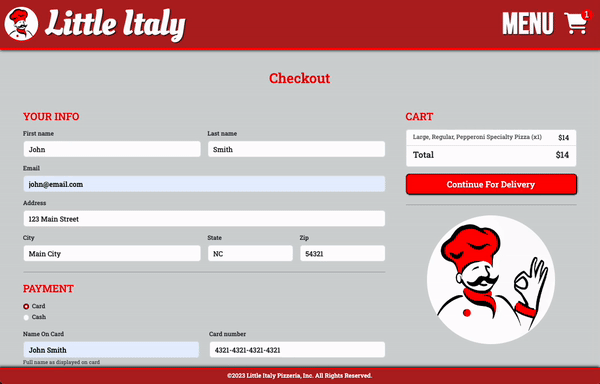 Little Italy
MENU
1
Checkout
YOUR INFO
First name
Last name
John
Smith
Email
john@email.com
Address
123 Main Street
City
State
Zip
Main City
NC
54321
PAYMENT
Card
Cash
Name On Card
Card number
John Smith
4321-4321-4321-4321
Full name as displayed on card
CART
Large, Regular, Pepperoni Specialty Pizza (x1)
$14
Total
$14
Continue For Delivery
©2023 Little Italy Pizzeria, Inc. All Rights Reserved.